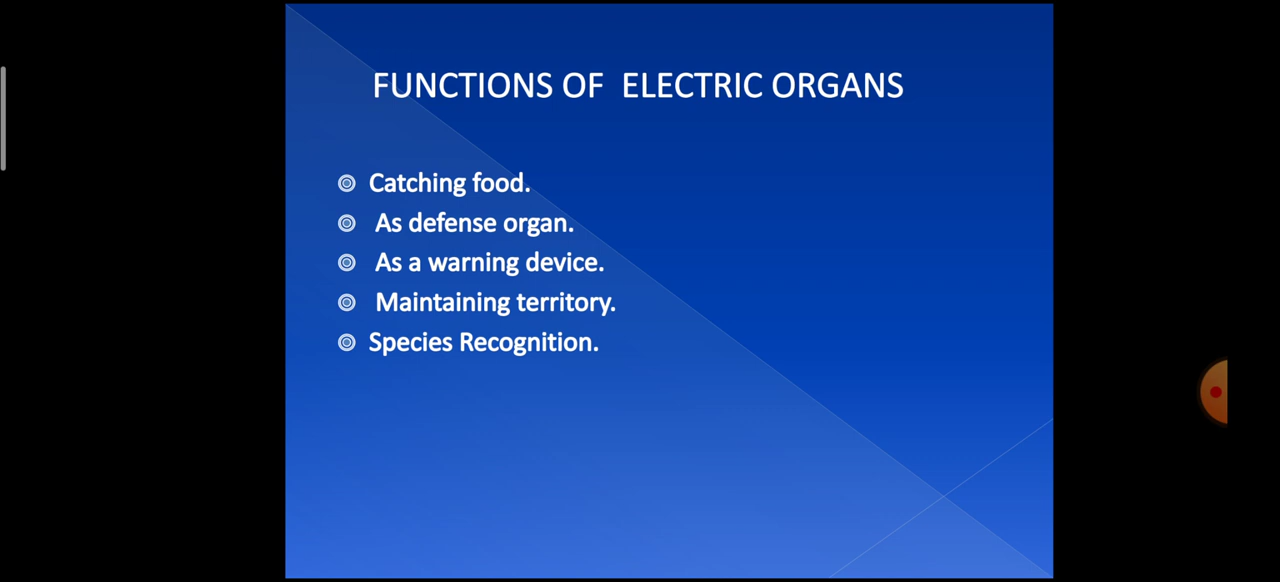 FUNCTIONS OF ELECTRIC ORGANS
Catching food.
As defense organ.
As a warning device.
Maintaining territory.
Species Recognition.